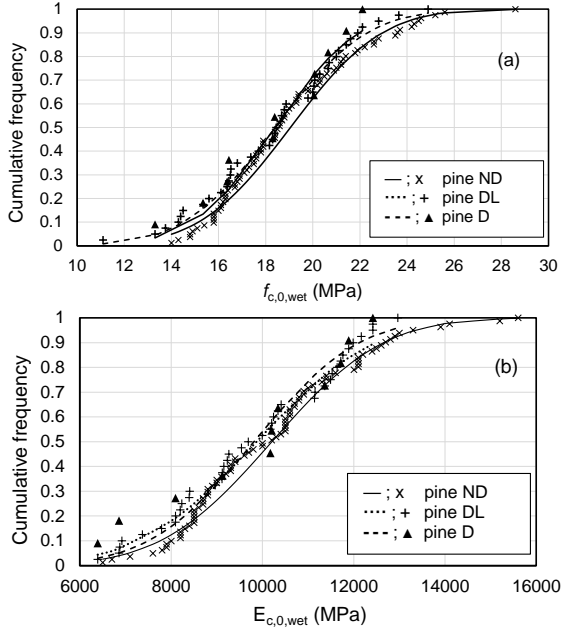 Cumulative frequency
1
0.9
0.8
0.7
0.6
0.5
0.4
0.3
0.2
0.1
0
(a)
; x pine ND
; + pine DL
; ▲ pine D
10 12 14 16 18 20 22 24 26 28 30
fc,0,wet (MPa)
Cumulative frequency
1
0.9
0.8
0.7
0.6
0.5
0.4
0.3
0.2
0.1
0
(b)
; x pine ND
; + pine DL
; ▲ pine D
6000 8000 10000 12000 14000 16000
Ec,0,wet (MPa)